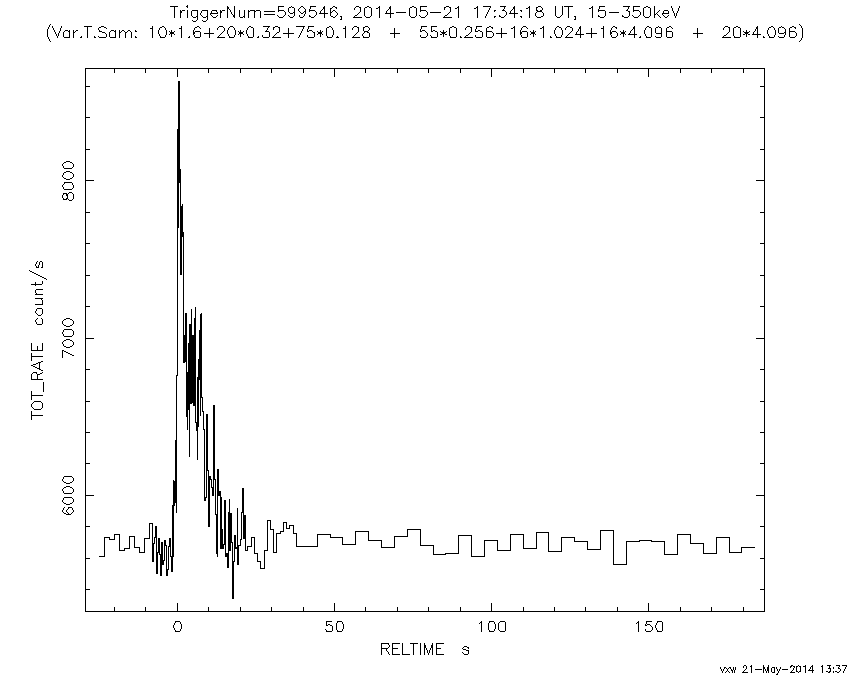 TriggerNum=599546, 2014-05-21 17:34:18 UT, 15-350keV
(Var.T.Sam: 10*1.6+20*0.32+75*0.128 + 55*0.256+16*1.024+16*4.096 + 20*4.096)
8000
7000
6000
TOT_RATE count/s
0 50 100 150
RELTIME s
vxw 21-May-2014 13:37